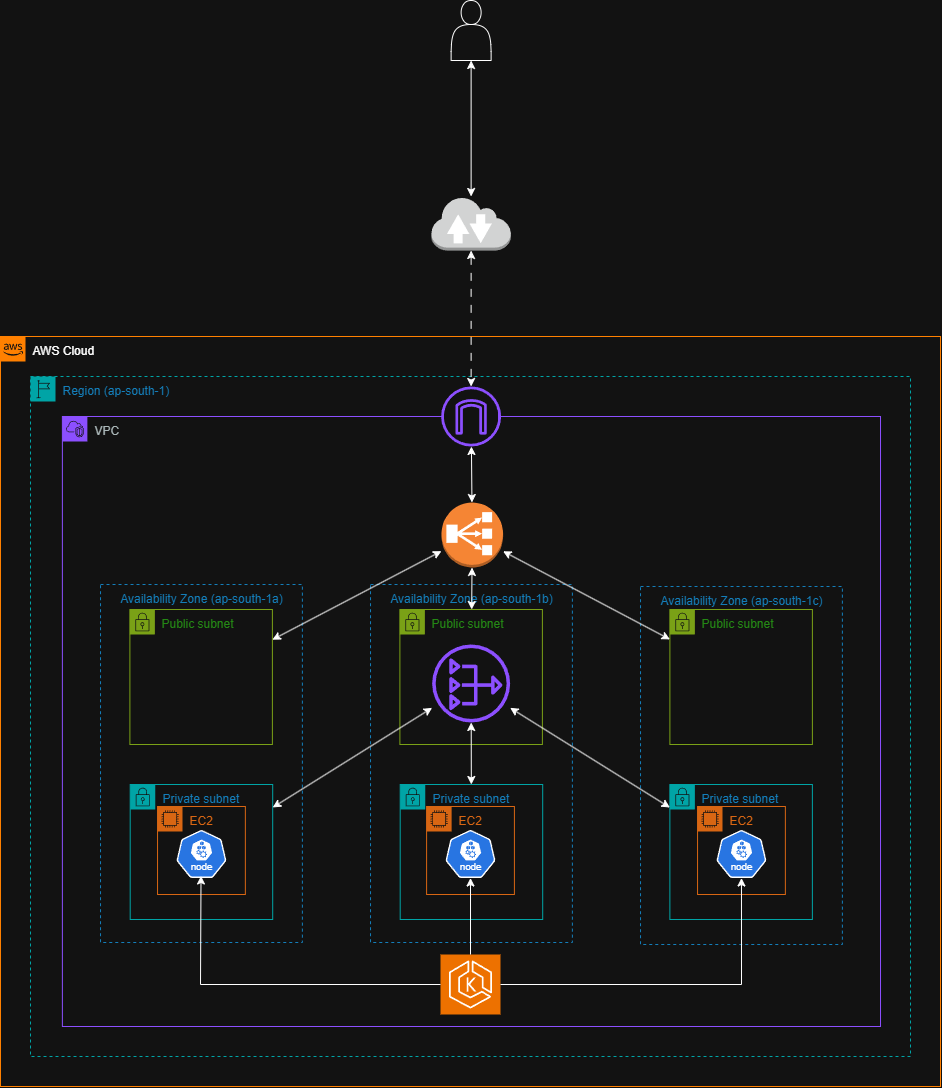 aws
AWS Cloud
Region (ap-south-1)
VPC
Availability Zone (ap-south-1a)
Availability Zone (ap-south-1b)
Availability Zone (ap-south-1c)
Public subnet
Public subnet
Public subnet
Private subnet
Private subnet
Private subnet
EC2
EC2
EC2
node
node
node
K